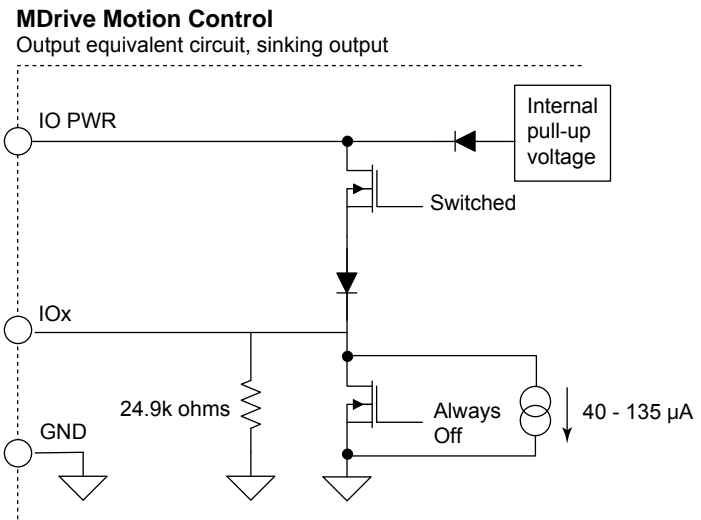 MDrive Motion Control
Output equivalent circuit, sinking output
Internal
pull-up
voltage
IO PWR
Switched
IOx
24.9k ohms
Always
Off
40 - 135 µA
GND